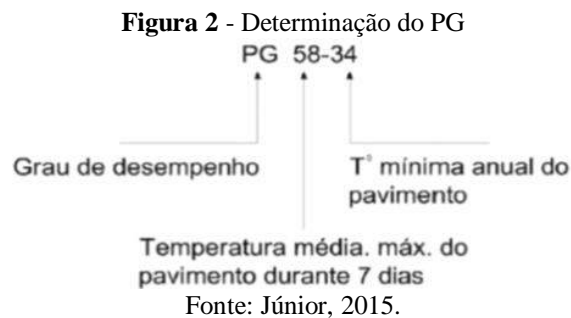 Figura 2 - Determinação do PG
PG 58-34
Grau de desempenho
T° mínima anual do
pavimento
Temperatura média. máx. do
pavimento durante 7 dias
Fonte: Júnior, 2015.